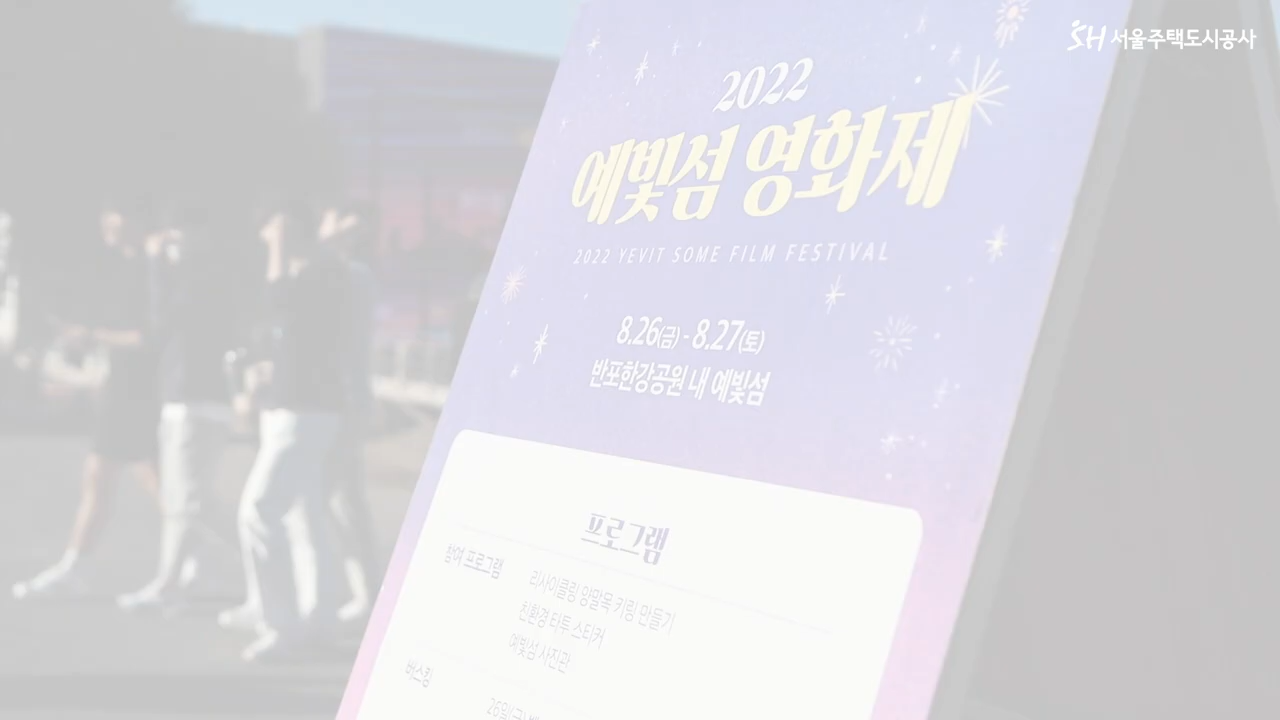 SH 서울주택도시공사
2022
예빛섬 영화제
2022 YEVIT SOME FILM FESTIVAL
8.26(금) - 8.27(토)
반포한강공원 내 예빛섬
프로그램
참여 프로그램
리사이클링 양말목 키링 만들기
친환경 타투 스티커
예빛섬 사진관
버스킹